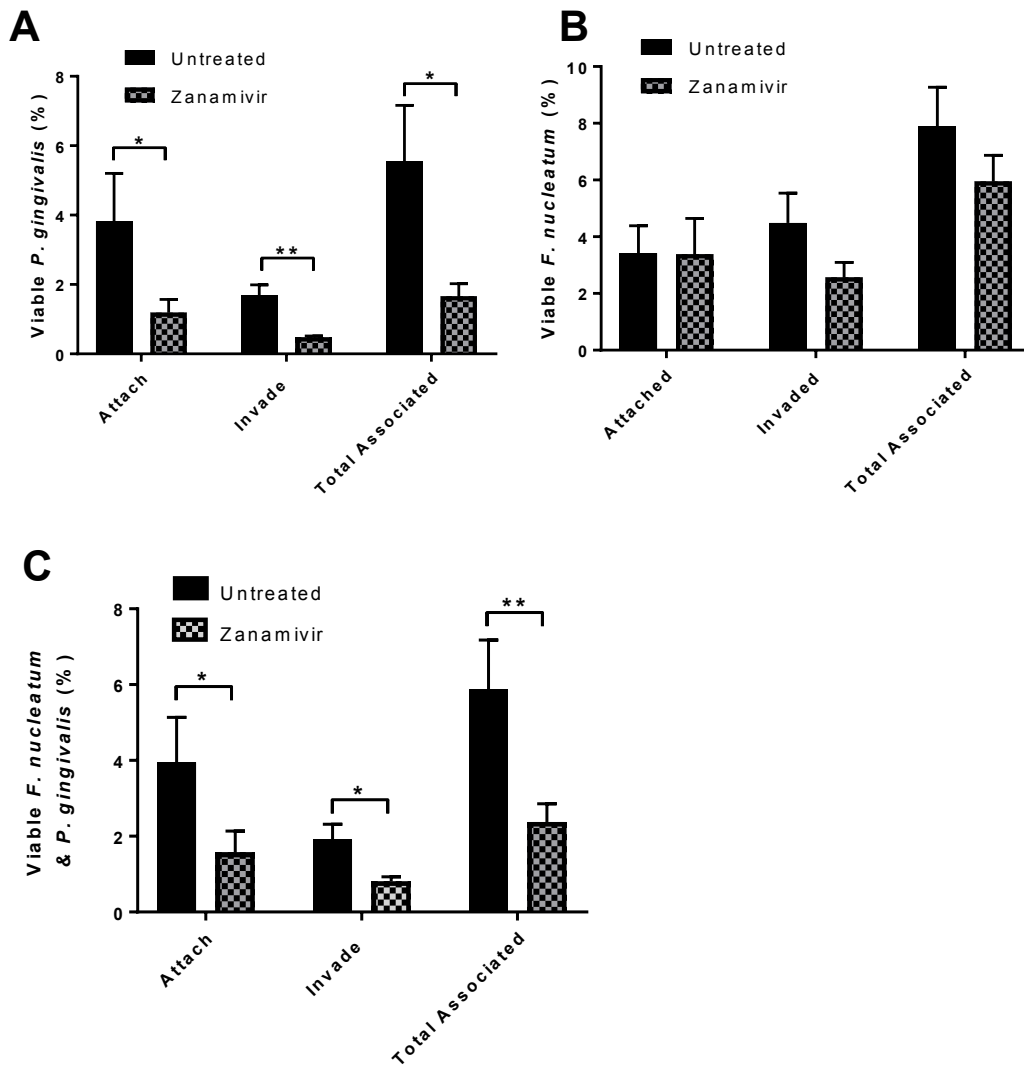 A
Untreated
Zanamivir
Viable P. gingivalis (%)
8
6
4
2
0
*
**
*
Attach
Invade
Total Associated
B
Untreated
Zanamivir
Viable F. nucleatum (%)
10
8
6
4
2
0
Attached
Invaded
Total Associated
C
Untreated
Zanamivir
Viable F. nucleatum
& P. gingivalis (%)
8
6
4
2
0
*
*
**
Attach
Invade
Total Associated